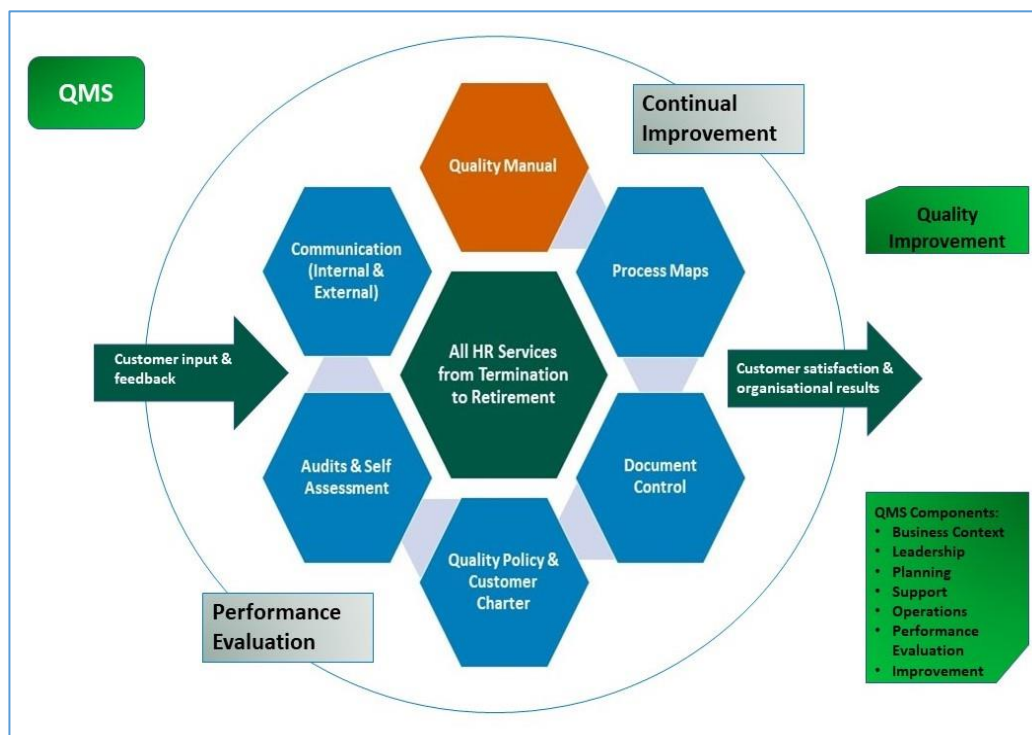 QMS
Continual
Improvement
Quality Manual
Quality
Improvement
Communication
(Internal &
External)
Process Maps
Customer input &
feedback
All HR Services
from Termination
to Retirement
Customer satisfaction &
organisational results
Audits & Self
Assessment
Document
Control
Quality Policy &
Customer
Charter
Performance
Evaluation
QMS Components:
• Business Context
• Leadership
• Planning
• Support
• Operations
• Performance
Evaluation
• Improvement